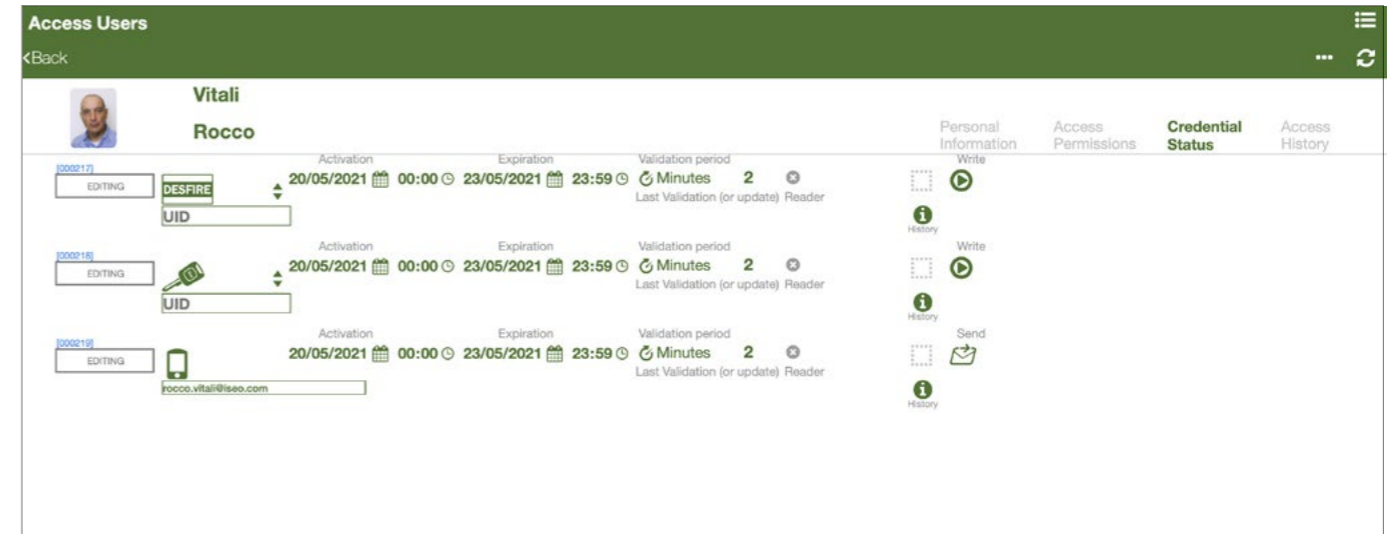 Access Users
Back
Vitali
Rocco
Personal Information
Access Permissions
Credential Status
Access History
[000217]
EDITING
DESFIRE
UID
Activation Expiration Validation period Write
20/05/2021 00:00 23/05/2021 23:59 Minutes 2
Last Validation (or update) Reader
History
[000218]
EDITING
UID
Activation Expiration Validation period Write
20/05/2021 00:00 23/05/2021 23:59 Minutes 2
Last Validation (or update) Reader
History
[000219]
EDITING
rocco.vitali@iseo.com
Activation Expiration Validation period Send
20/05/2021 00:00 23/05/2021 23:59 Minutes 2
Last Validation (or update) Reader
History